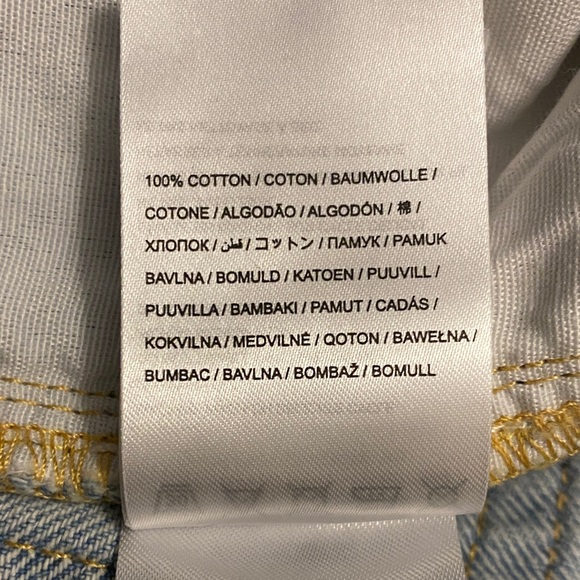 100% COTTON / COTON / BAUMWOLLE /
COTONE / ALGODÃO / ALGODÓN / 棉 /
ХЛОПОК / قطن / コットン / ПАМУК / PAMUK
BAVLNA / BOMULD / KATOEN / PUUVILL /
PUUVILLA / BAMBAKI / PAMUT / CADÁS /
KOKVILNA / MEDVILNÉ / QOTON / BAWEŁNA /
BUMBAC / BAVLNA / BOMBAŽ / BOMULL